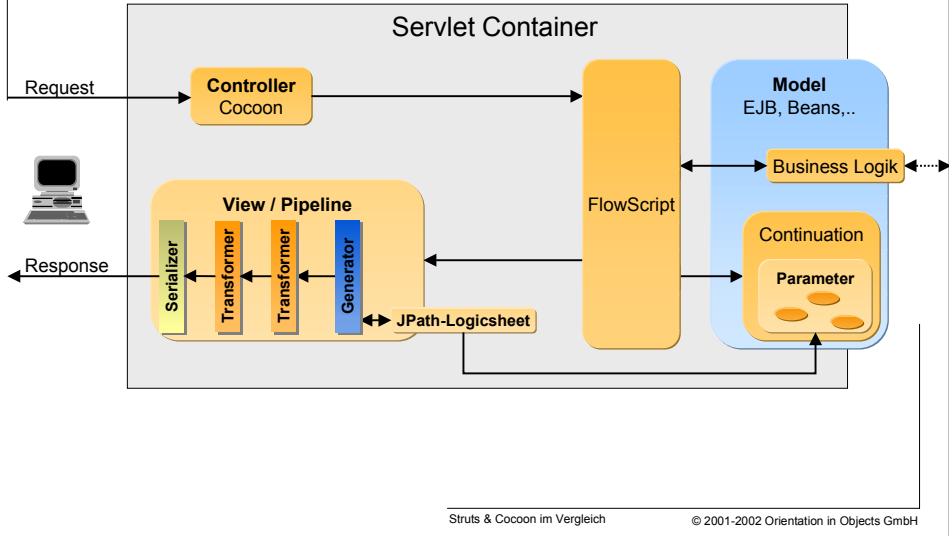 Servlet Container
Request
Controller
Cocoon
Model
EJB, Beans,..
Business Logik
FlowScript
View / Pipeline
Serializer
Transformer
Transformer
Generator
JPath-Logicsheet
Continuation
Parameter
Response
Struts & Cocoon im Vergleich
© 2001-2002 Orientation in Objects GmbH